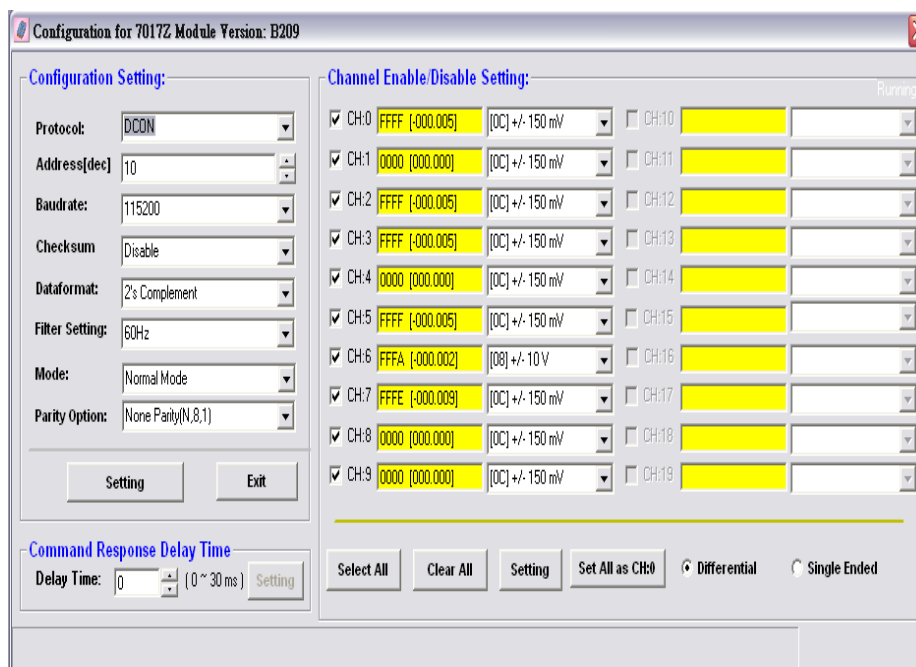 Configuration for 7017Z Module Version: B209
Configuration Setting:
Protocol: DCON
Address[dec] 10
Baudrate: 115200
Checksum Disable
Dataformat: 2's Complement
Filter Setting: 60Hz
Mode: Normal Mode
Parity Option: None Parity(N,8,1)
Setting Exit
Command Response Delay Time
Delay Time: 0 ( 0 ~ 30 ms ) Setting
Channel Enable/Disable Setting:
Running
CH:0 FFFF [-000.005] [0C] +/- 150 mV CH:10
CH:1 0000 [000.000] [0C] +/- 150 mV CH:11
CH:2 FFFF [-000.005] [0C] +/- 150 mV CH:12
CH:3 FFFF [-000.005] [0C] +/- 150 mV CH:13
CH:4 0000 [000.000] [0C] +/- 150 mV CH:14
CH:5 FFFF [-000.005] [0C] +/- 150 mV CH:15
CH:6 FFFA [-000.002] [08] +/- 10 V CH:16
CH:7 FFFE [-000.009] [0C] +/- 150 mV CH:17
CH:8 0000 [000.000] [0C] +/- 150 mV CH:18
CH:9 0000 [000.000] [0C] +/- 150 mV CH:19
Select All Clear All Setting Set All as CH:0 Differential Single Ended